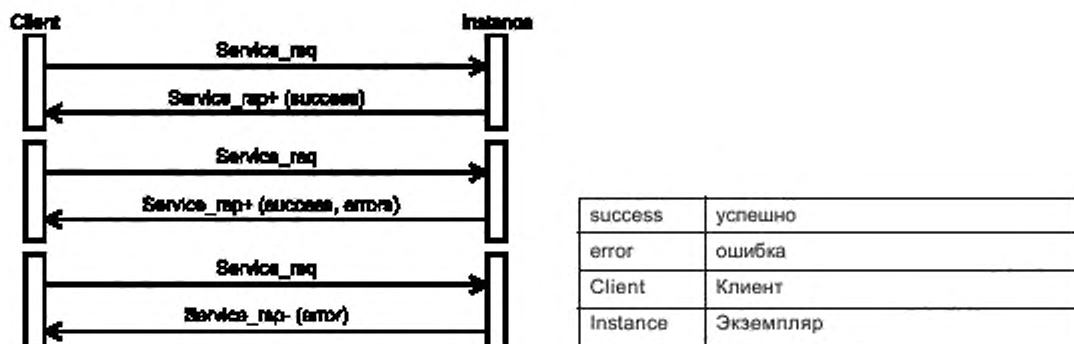 Client Instance
Service_req
Service_rsp+ (success)
Service_req
Service_rsp+ (success, errors)
Service_req
Service_rsp- (error)
success успешно
error ошибка
Client Клиент
Instance Экземпляр